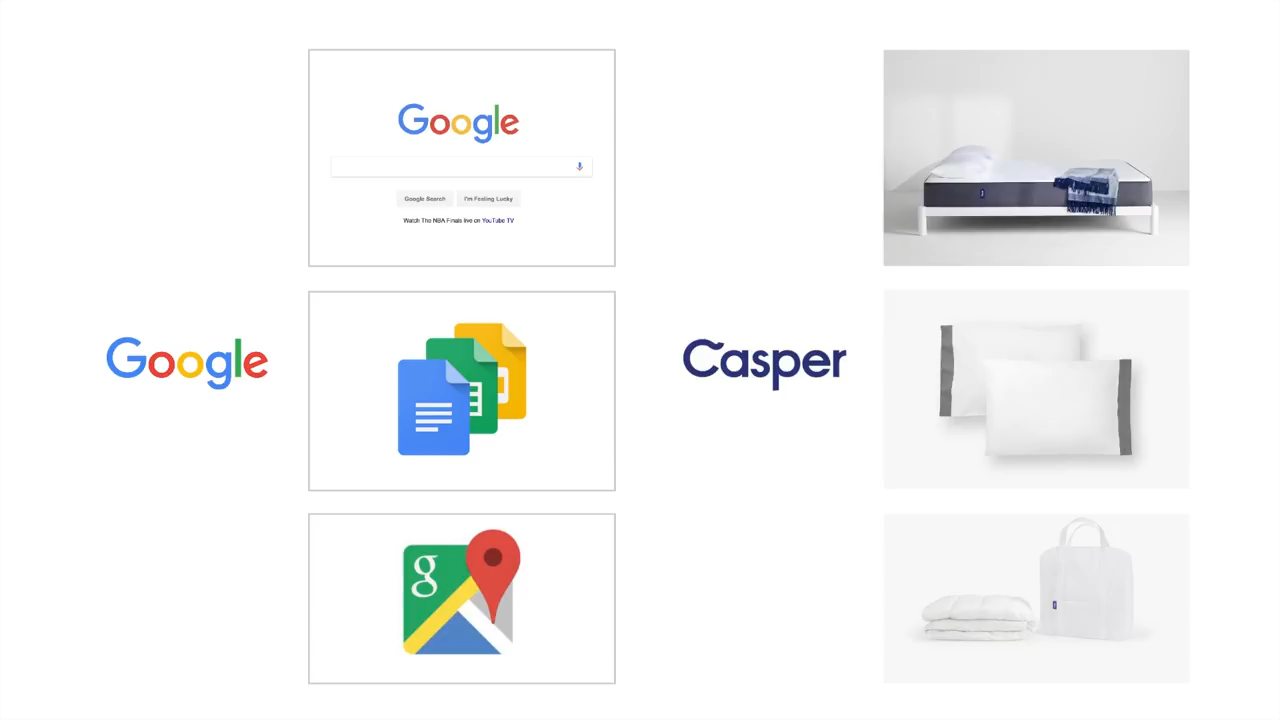 Google
Google Search
I'm Feeling Lucky
Watch The NBA Finals live on YouTube TV
Google
g
Casper